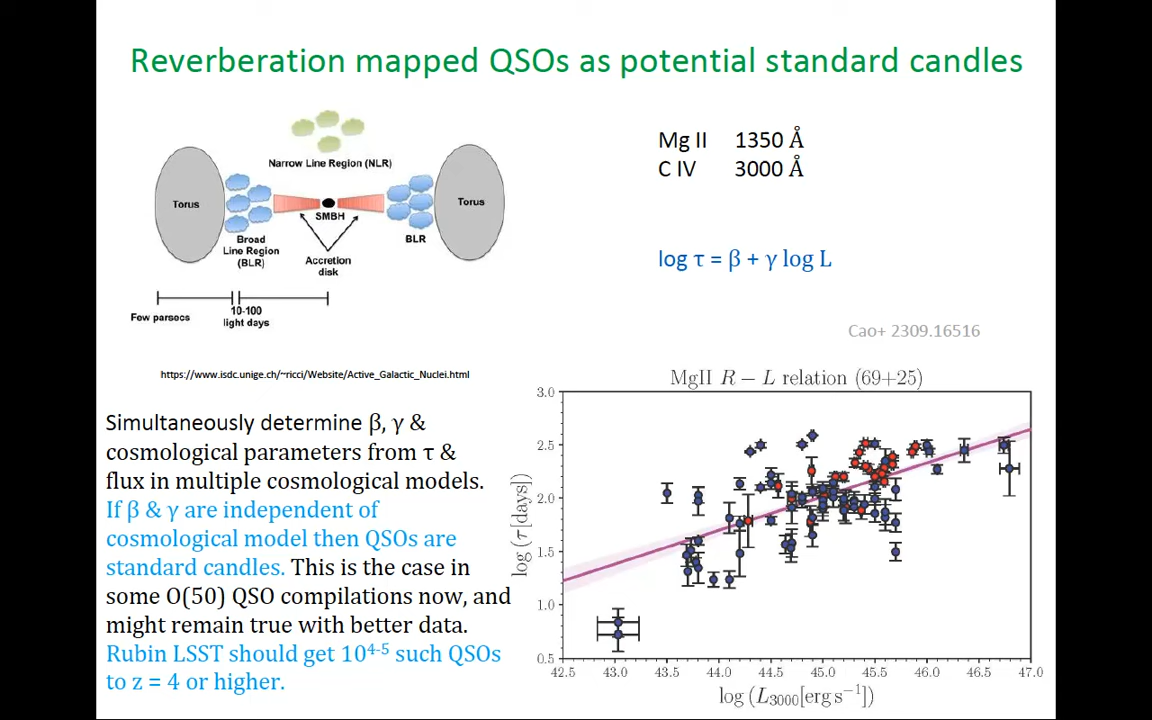 Reverberation mapped QSOs as potential standard candles
Narrow Line Region (NLR)
Torus
SMBH
Torus
Broad
Line Region
(BLR)
BLR
Accretion
disk
Few parsecs
10-100
light days
https://www.isdc.unige.ch/~ricci/Website/Active_Galactic_Nuclei.html
Mg II 1350 Å
C IV 3000 Å
log τ = β + γ log L
Cao+ 2309.16516
Simultaneously determine β, γ &
cosmological parameters from τ &
flux in multiple cosmological models.
If β & γ are independent of
cosmological model then QSOs are
standard candles. This is the case in
some O(50) QSO compilations now, and
might remain true with better data.
Rubin LSST should get 10⁴⁻⁵ such QSOs
to z = 4 or higher.
MgII R − L relation (69+25)
log (τ[days])
3.0
2.5
2.0
1.5
1.0
0.5
42.5 43.0 43.5 44.0 44.5 45.0 45.5 46.0 46.5 47.0
log (L₃₀₀₀[erg s⁻¹])